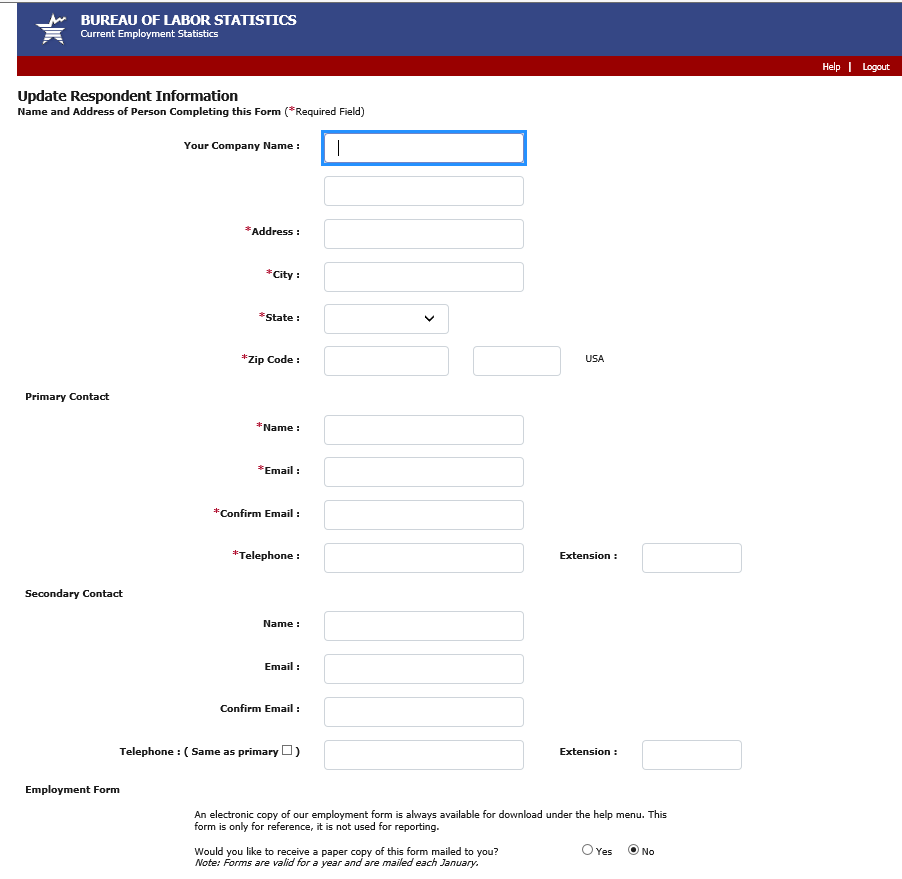 BUREAU OF LABOR STATISTICS
Current Employment Statistics
Help | Logout
Update Respondent Information
Name and Address of Person Completing this Form (*Required Field)
Your Company Name :
*Address :
*City :
*State :
*Zip Code : USA
Primary Contact
*Name :
*Email :
*Confirm Email :
*Telephone : Extension :
Secondary Contact
Name :
Email :
Confirm Email :
Telephone : ( Same as primary ) Extension :
Employment Form
An electronic copy of our employment form is always available for download under the help menu. This
form is only for reference, it is not used for reporting.
Would you like to receive a paper copy of this form mailed to you? Yes No
Note: Forms are valid for a year and are mailed each January.